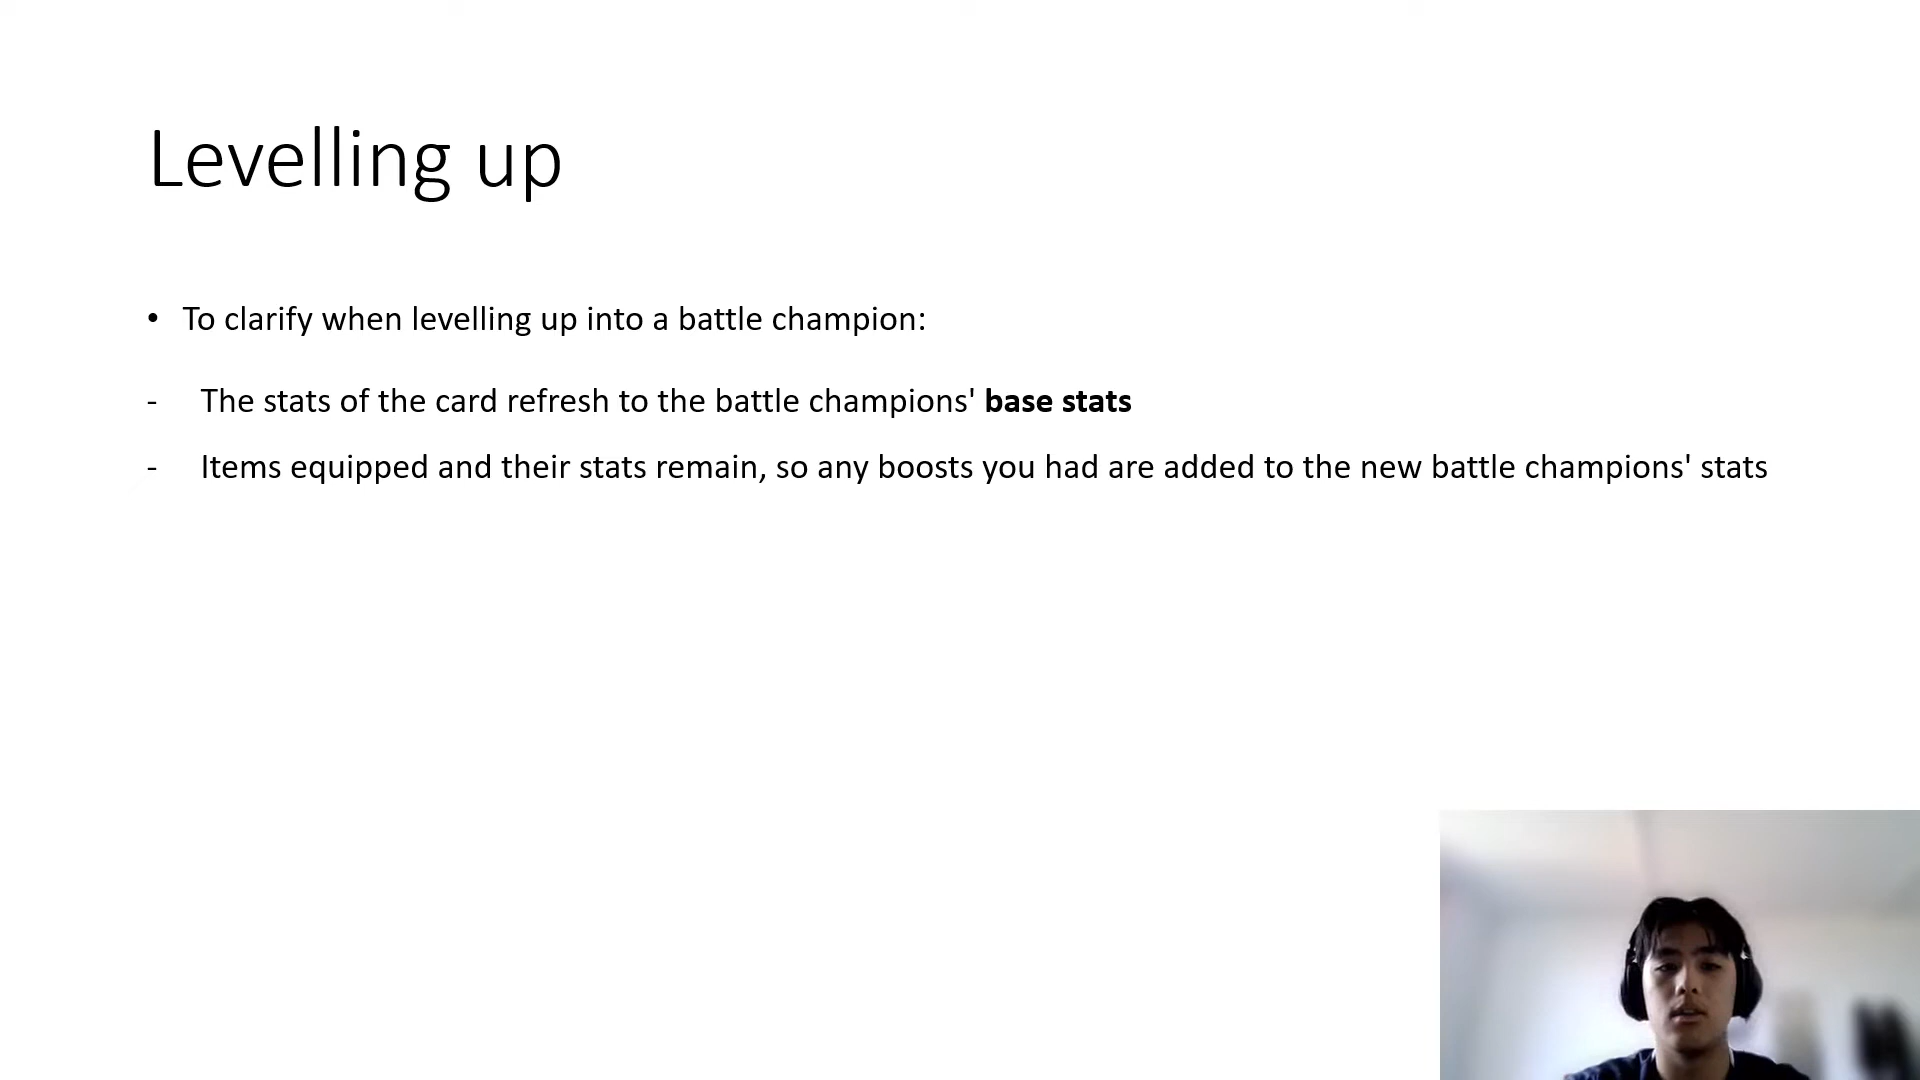 Levelling up
• To clarify when levelling up into a battle champion:
- The stats of the card refresh to the battle champions' base stats
- Items equipped and their stats remain, so any boosts you had are added to the new battle champions' stats